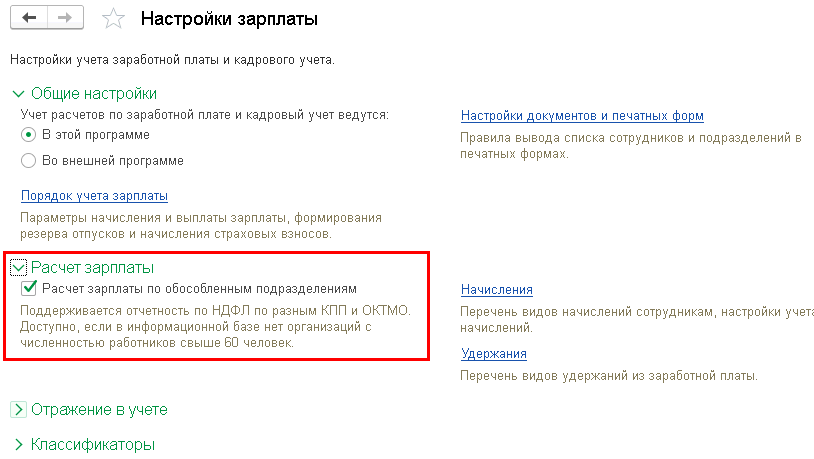 Настройки зарплаты
Настройки учета заработной платы и кадрового учета.
Общие настройки
Учет расчетов по заработной плате и кадровый учет ведутся:
В этой программе
Во внешней программе
Порядок учета зарплаты
Параметры начисления и выплаты зарплаты, формирования
резерва отпусков и начисления страховых взносов.
Настройки документов и печатных форм
Правила вывода списка сотрудников и подразделений в
печатных формах.
Расчет зарплаты
Расчет зарплаты по обособленным подразделениям
Поддерживается отчетность по НДФЛ по разным КПП и ОКТМО.
Доступно, если в информационной базе нет организаций с
численностью работников свыше 60 человек.
Начисления
Перечень видов начислений сотрудникам, настройки учета
начислений.
Удержания
Перечень видов удержаний из заработной платы.
Отражение в учете
Классификаторы